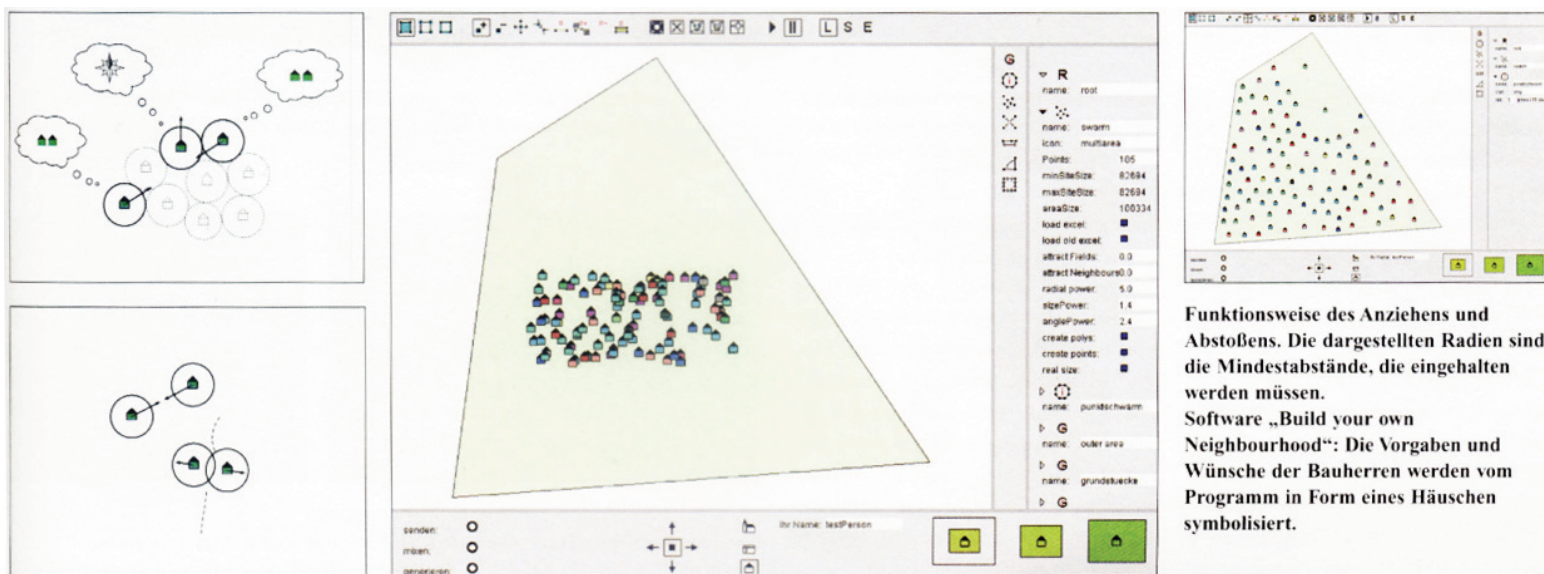 L S E
G
R
name: root
name: swarm
icon: multiarea
Points: 105
minSiteSize: 82694
maxSiteSize: 82694
areaSize: 100334
load excel:
load old excel:
attract Fields: 0.0
attract Neighbours 0.0
radial power: 5.0
sizePower: 1.4
anglePower: 2.4
create polys:
create points:
real size:
name: punktschwarm
G
name: outer area
G
name: grundstuecke
G
senden:
mixen:
generieren:
Ihr Name: testPerson
Funktionsweise des Anziehens und
Abstoßens. Die dargestellten Radien sind
die Mindestabstände, die eingehalten
werden müssen.
Software „Build your own
Neighbourhood“: Die Vorgaben und
Wünsche der Bauherren werden vom
Programm in Form eines Häuschen
symbolisiert.